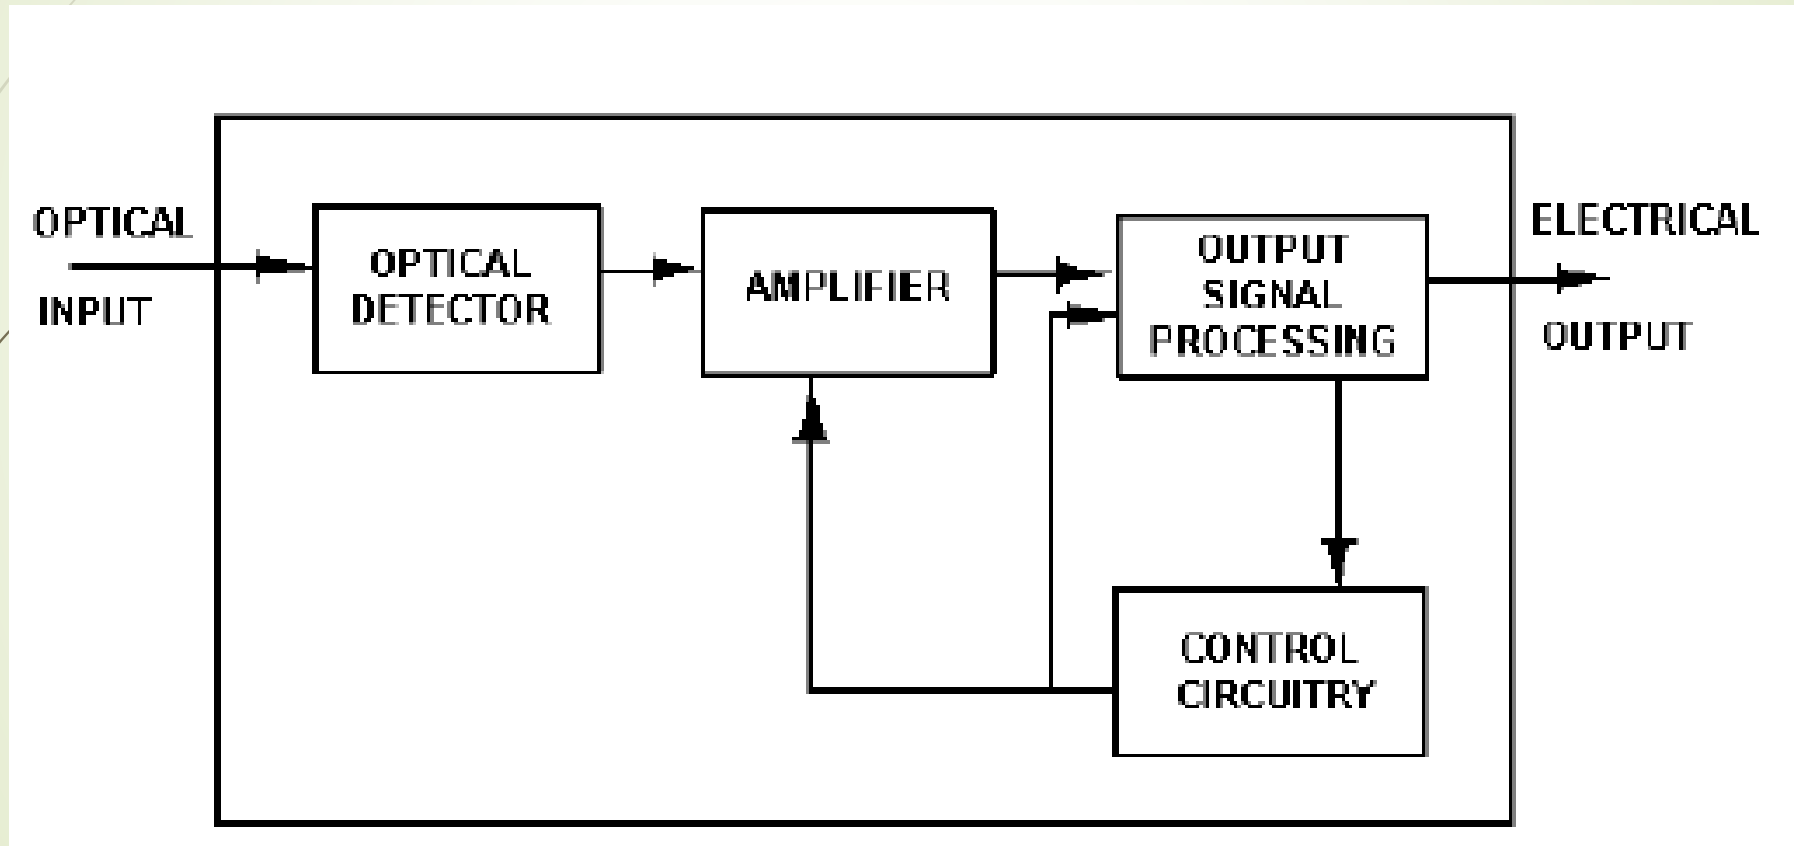 OPTICAL
INPUT
OPTICAL
DETECTOR
AMPLIFIER
OUTPUT
SIGNAL
PROCESSING
ELECTRICAL
OUTPUT
CONTROL
CIRCUITRY